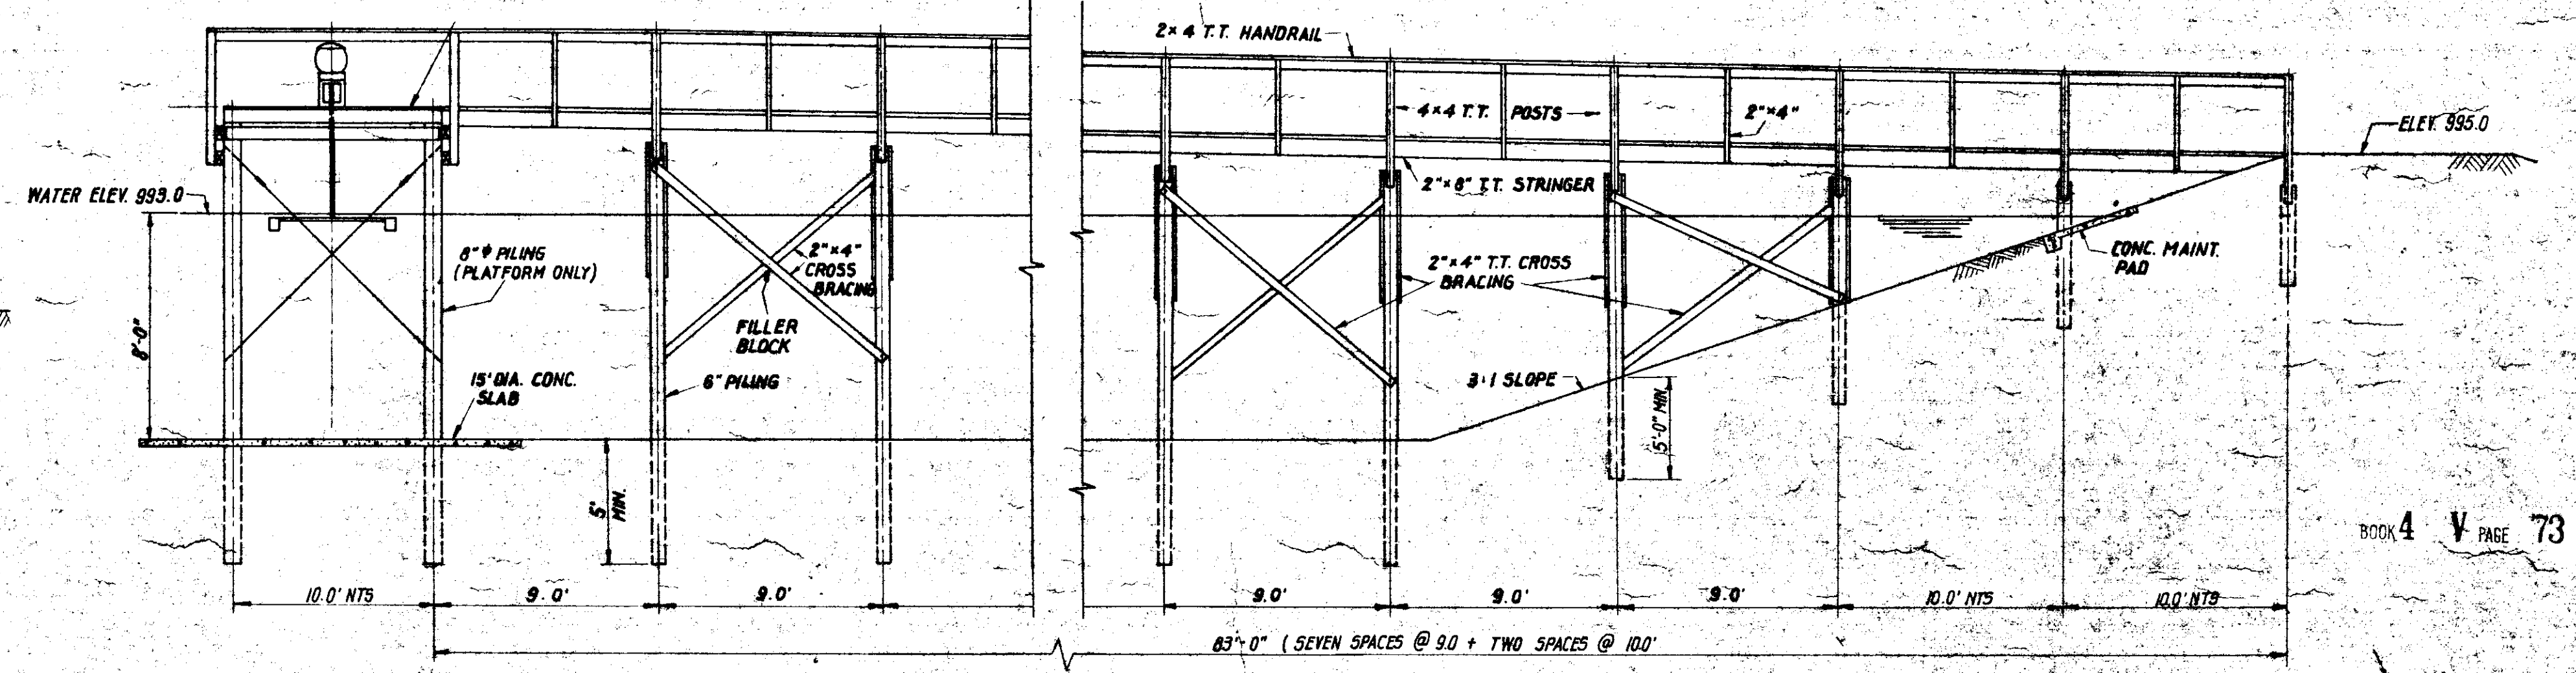 2×4 T.T. HANDRAIL
4×4 T.T. POSTS
2"×4"
ELEV. 995.0
2"×8" T.T. STRINGER
WATER ELEV. 993.0
8" φ PILING
(PLATFORM ONLY)
2"×4"
CROSS
BRACING
2"×4" T.T. CROSS
BRACING
CONC. MAINT.
PAD
8'-0"
FILLER
BLOCK
15' DIA. CONC.
SLAB
6" PILING
3:1 SLOPE
5'-0" MIN.
5'
MIN.
BOOK 4 V PAGE 73
10.0' NTS
9.0'
9.0'
9.0'
9.0'
9.0'
10.0' NTS
10.0' NTS
83'-0" ( SEVEN SPACES @ 9.0 + TWO SPACES @ 10.0'